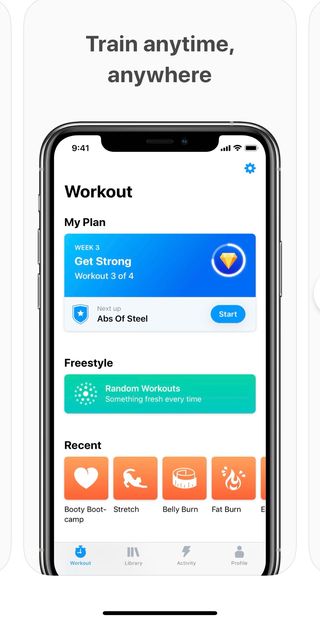 Train anytime,
anywhere
9:41
Workout
My Plan
WEEK 3
Get Strong
Workout 3 of 4
Next up
Abs Of Steel
Start
Freestyle
Random Workouts
Something fresh every time
Recent
Booty Boot-
camp
Stretch
Belly Burn
Fat Burn
E
Workout
Library
Activity
Profile